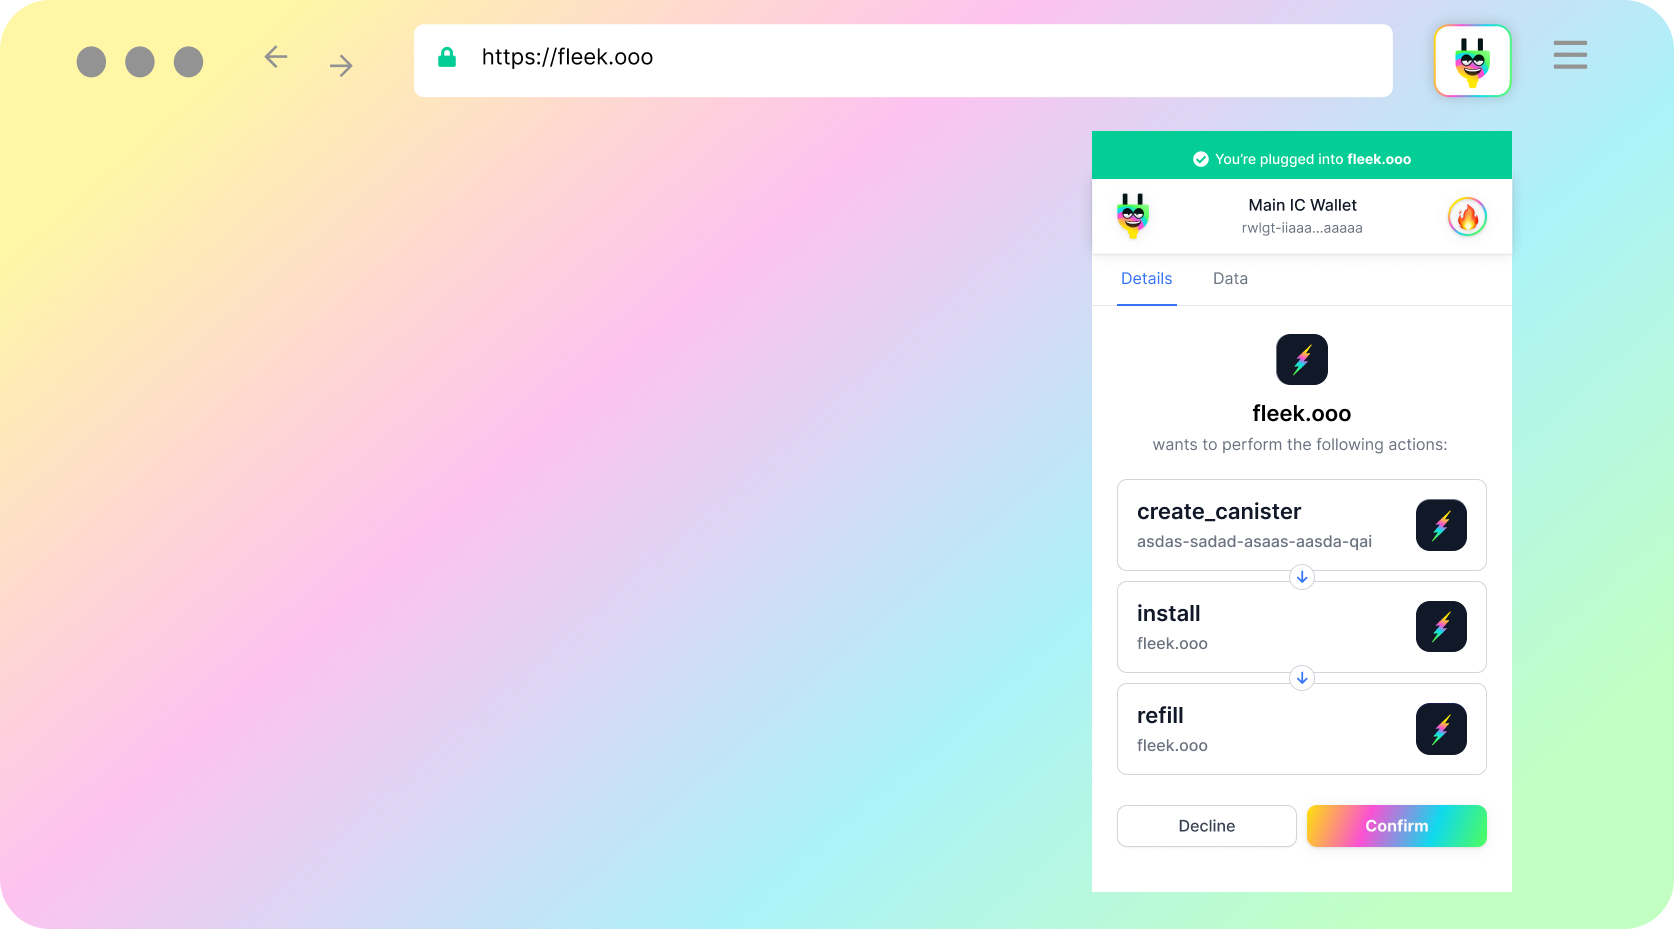 https://fleek.ooo
You're plugged into fleek.ooo
Main IC Wallet
rwlgt-iiaaa...aaaaa
Details
Data
fleek.ooo
wants to perform the following actions:
create_canister
asdas-sadad-asaas-aasda-qai
install
fleek.ooo
refill
fleek.ooo
Decline
Confirm